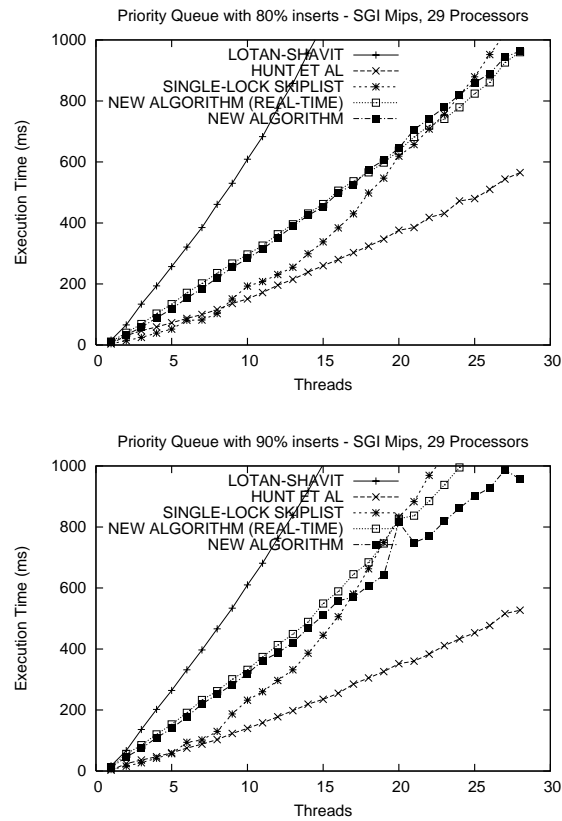 Priority Queue with 80% inserts - SGI Mips, 29 Processors
1000
800
600
400
200
0
Execution Time (ms)
LOTAN-SHAVIT
HUNT ET AL
SINGLE-LOCK SKIPLIST
NEW ALGORITHM (REAL-TIME)
NEW ALGORITHM
0 5 10 15 20 25 30
Threads
Priority Queue with 90% inserts - SGI Mips, 29 Processors
1000
800
600
400
200
0
Execution Time (ms)
LOTAN-SHAVIT
HUNT ET AL
SINGLE-LOCK SKIPLIST
NEW ALGORITHM (REAL-TIME)
NEW ALGORITHM
0 5 10 15 20 25 30
Threads